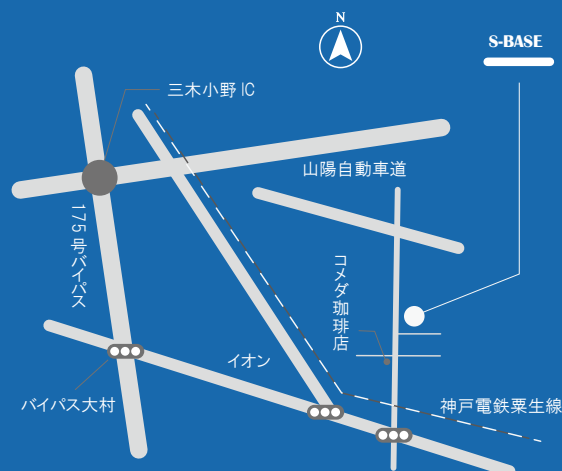 N
S-BASE
三木小野 IC
山陽自動車道
175号バイパス
コメダ珈琲店
イオン
バイパス大村
神戸電鉄粟生線